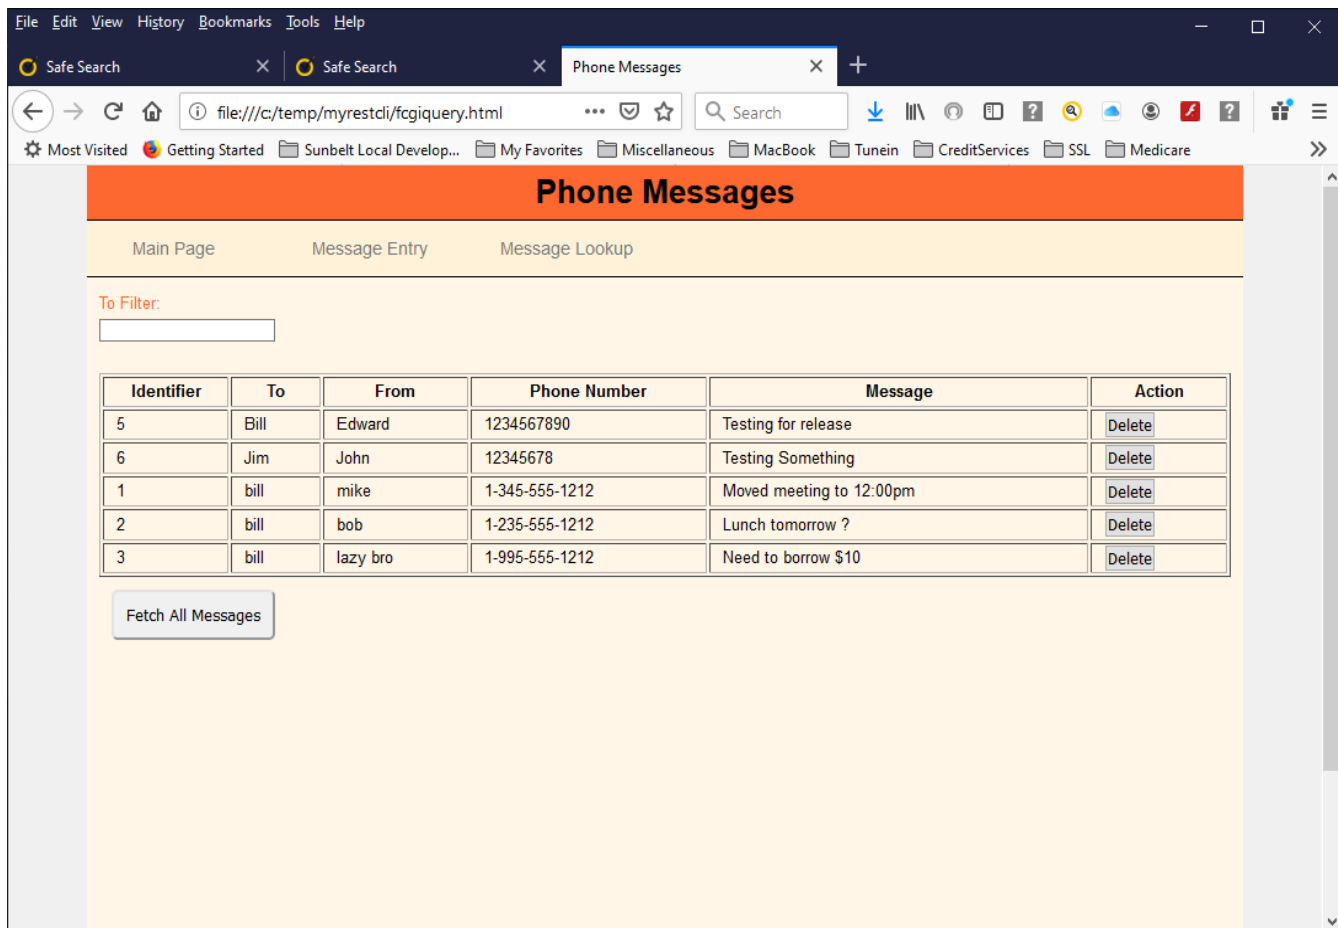 File Edit View History Bookmarks Tools Help
Safe Search Safe Search Phone Messages
file:///c:/temp/myrestcli/fcgiquery.html Search
Most Visited Getting Started Sunbelt Local Develop... My Favorites Miscellaneous MacBook Tunein CreditServices SSL Medicare
Phone Messages
Main Page Message Entry Message Lookup
To Filter:
Identifier To From Phone Number Message Action
5 Bill Edward 1234567890 Testing for release Delete
6 Jim John 12345678 Testing Something Delete
1 bill mike 1-345-555-1212 Moved meeting to 12:00pm Delete
2 bill bob 1-235-555-1212 Lunch tomorrow ? Delete
3 bill lazy bro 1-995-555-1212 Need to borrow $10 Delete
Fetch All Messages